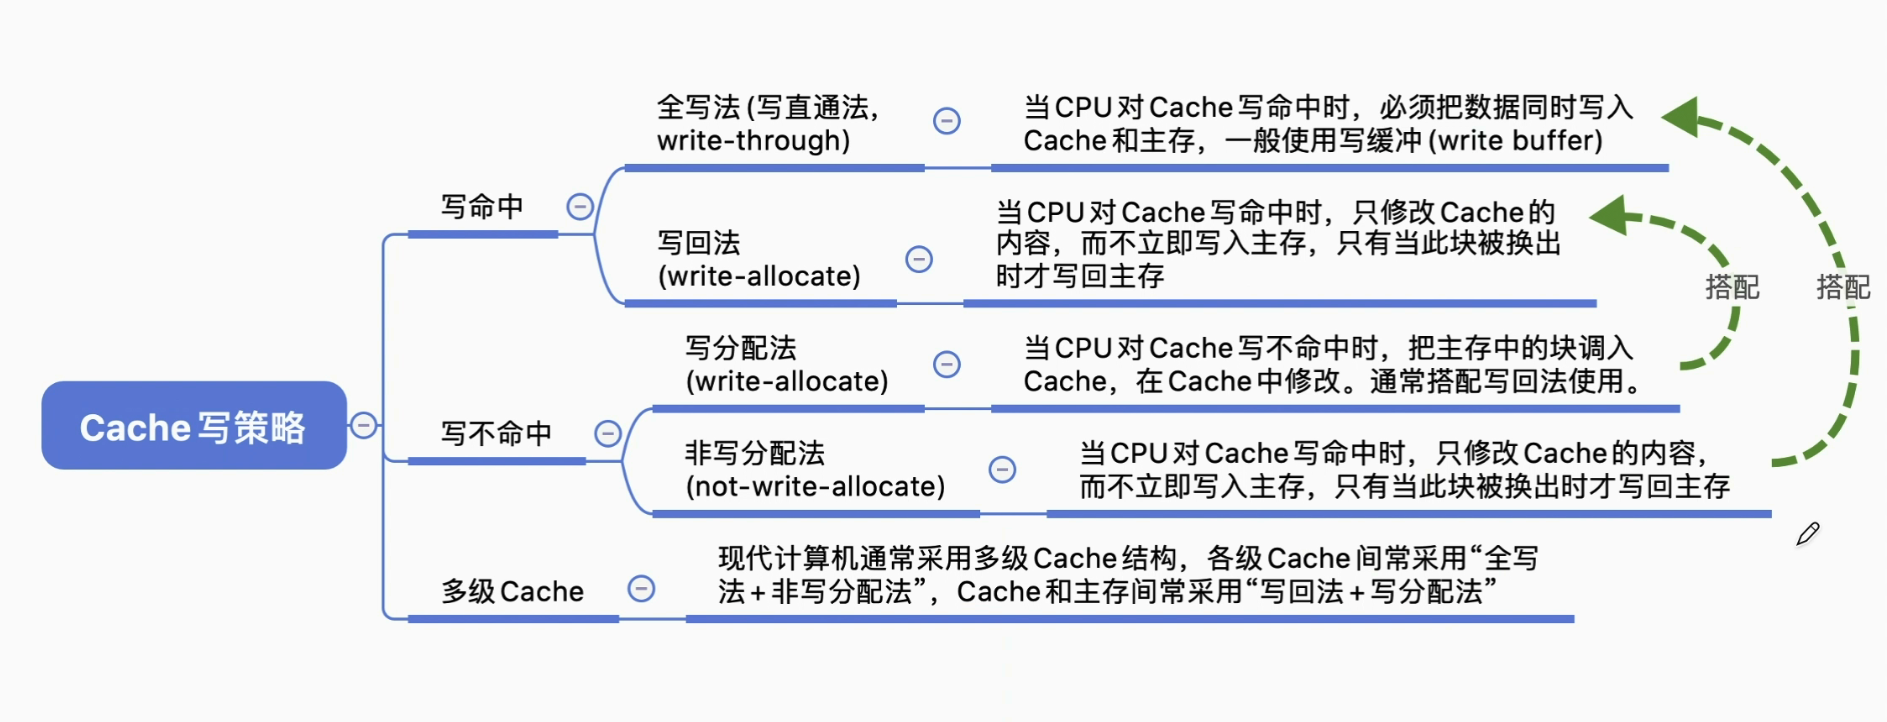 全写法 (写直通法,
write-through)
当CPU对Cache写命中时，必须把数据同时写入
Cache和主存，一般使用写缓冲 (write buffer)
写命中
写回法
(write-allocate)
当CPU对Cache写命中时，只修改Cache的
内容，而不立即写入主存，只有当此块被换出
时才写回主存
搭配
搭配
Cache写策略
写不命中
写分配法
(write-allocate)
当CPU对Cache写不命中时，把主存中的块调入
Cache，在Cache中修改。通常搭配写回法使用。
非写分配法
(not-write-allocate)
当CPU对Cache写命中时，只修改Cache的内容，
而不立即写入主存，只有当此块被换出时才写回主存
多级Cache
现代计算机通常采用多级Cache结构，各级Cache间常采用“全写
法+非写分配法”，Cache和主存间常采用“写回法+写分配法”